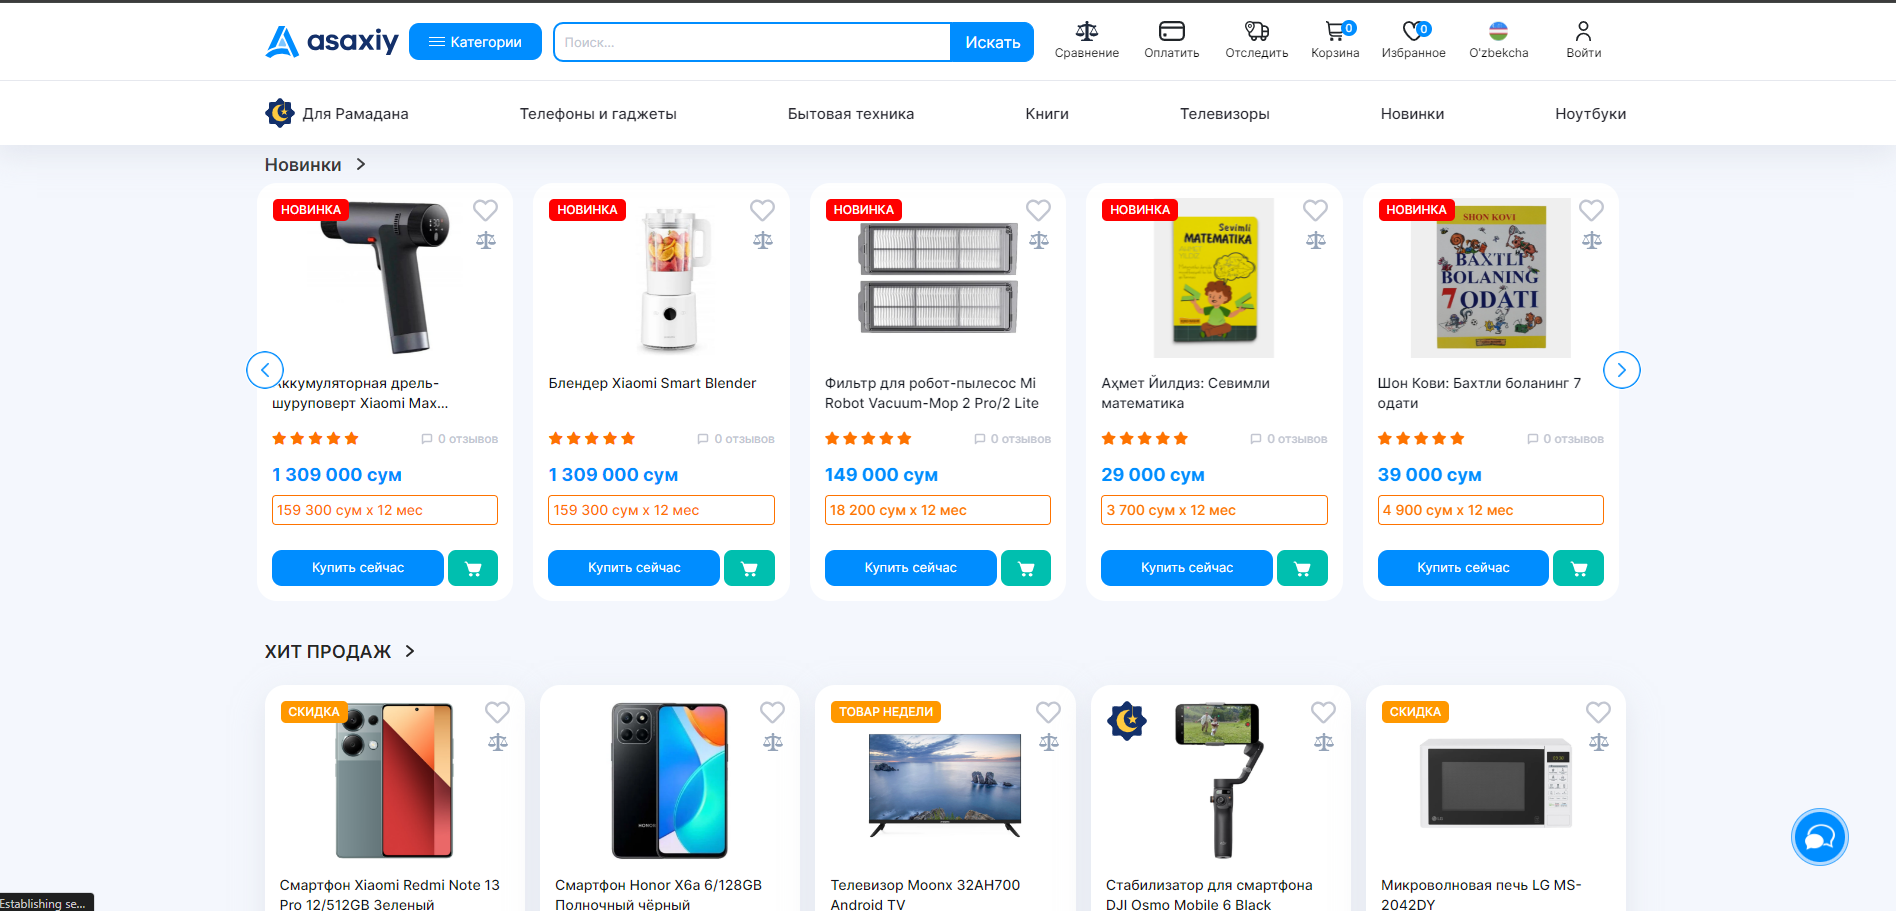 asaxiy
Категории
Поиск...
Искать
Сравнение
Оплатить
Отследить
0
Корзина
0
Избранное
O'zbekcha
Войти
Для Рамадана
Телефоны и гаджеты
Бытовая техника
Книги
Телевизоры
Новинки
Ноутбуки
Новинки
НОВИНКА
Аккумуляторная дрель-
шуруповерт Xiaomi Max...
0 отзывов
1 309 000 сум
159 300 сум x 12 мес
Купить сейчас
НОВИНКА
Блендер Xiaomi Smart Blender
0 отзывов
1 309 000 сум
159 300 сум x 12 мес
Купить сейчас
НОВИНКА
Фильтр для робот-пылесос Mi
Robot Vacuum-Mop 2 Pro/2 Lite
0 отзывов
149 000 сум
18 200 сум x 12 мес
Купить сейчас
НОВИНКА
Sevimli
MATEMATIKA
Аҳмет Йилдиз: Севимли
математика
0 отзывов
29 000 сум
3 700 сум x 12 мес
Купить сейчас
НОВИНКА
SHON KOVI
BAXTLI
BOLANING
7 ODATI
Шон Кови: Бахтли боланинг 7
одати
0 отзывов
39 000 сум
4 900 сум x 12 мес
Купить сейчас
ХИТ ПРОДАЖ
СКИДКА
Смартфон Xiaomi Redmi Note 13
Pro 12/512GB Зеленый
HONOR
Смартфон Honor X6a 6/128GB
Полночный чёрный
ТОВАР НЕДЕЛИ
Телевизор Moonx 32AH700
Android TV
Стабилизатор для смартфона
DJI Osmo Mobile 6 Black
СКИДКА
LG
Микроволновая печь LG MS-
2042DY
Establishing se...